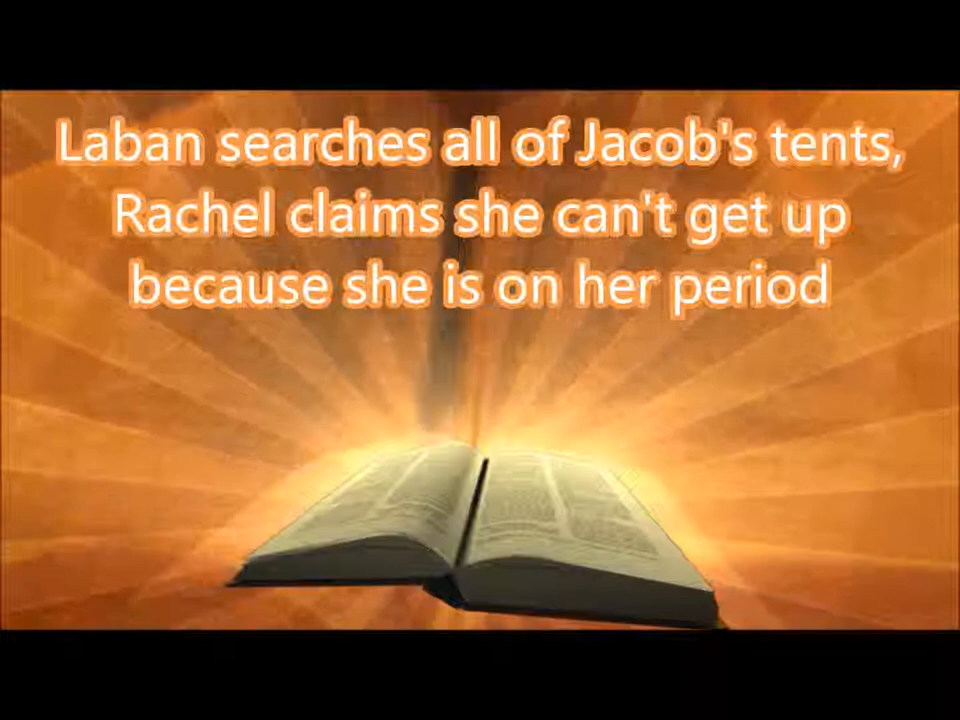 Laban searches all of Jacob's tents,
Rachel claims she can't get up
because she is on her period